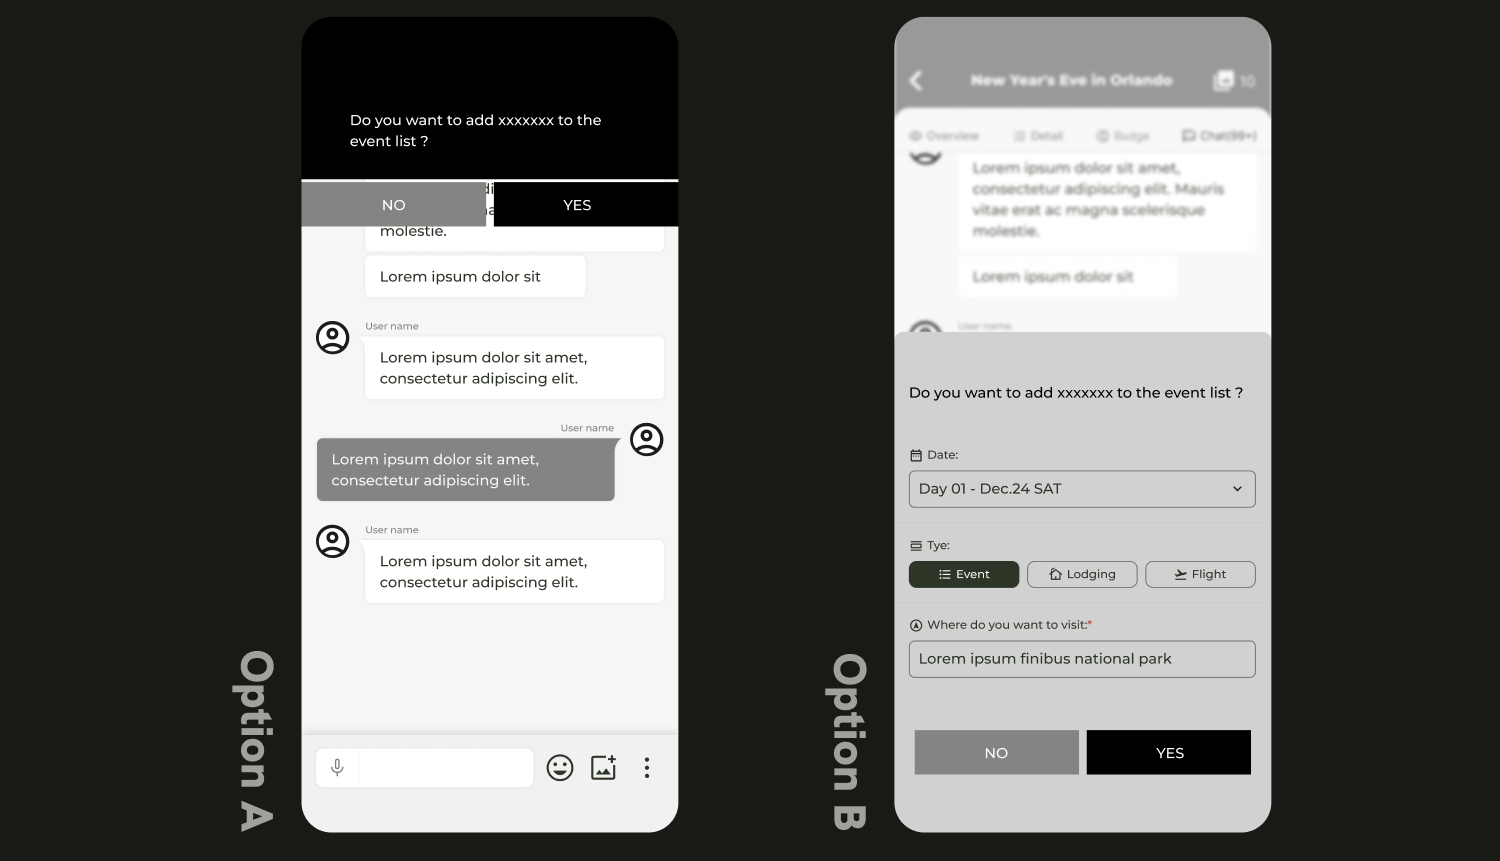 Option A
Do you want to add xxxxxxx to the
event list ?
NO
YES
molestie.
Lorem ipsum dolor sit
User name
Lorem ipsum dolor sit amet,
consectetur adipiscing elit.
User name
Lorem ipsum dolor sit amet,
consectetur adipiscing elit.
User name
Lorem ipsum dolor sit amet,
consectetur adipiscing elit.
Option B
New Year's Eve in Orlando
10
Overview
Detail
Budge
Chat(99+)
Lorem ipsum dolor sit amet,
consectetur adipiscing elit. Mauris
vitae erat ac magna scelerisque
molestie.
Lorem ipsum dolor sit
User name
Do you want to add xxxxxxx to the event list ?
Date:
Day 01 - Dec.24 SAT
Tye:
Event
Lodging
Flight
Where do you want to visit:*
Lorem ipsum finibus national park
NO
YES